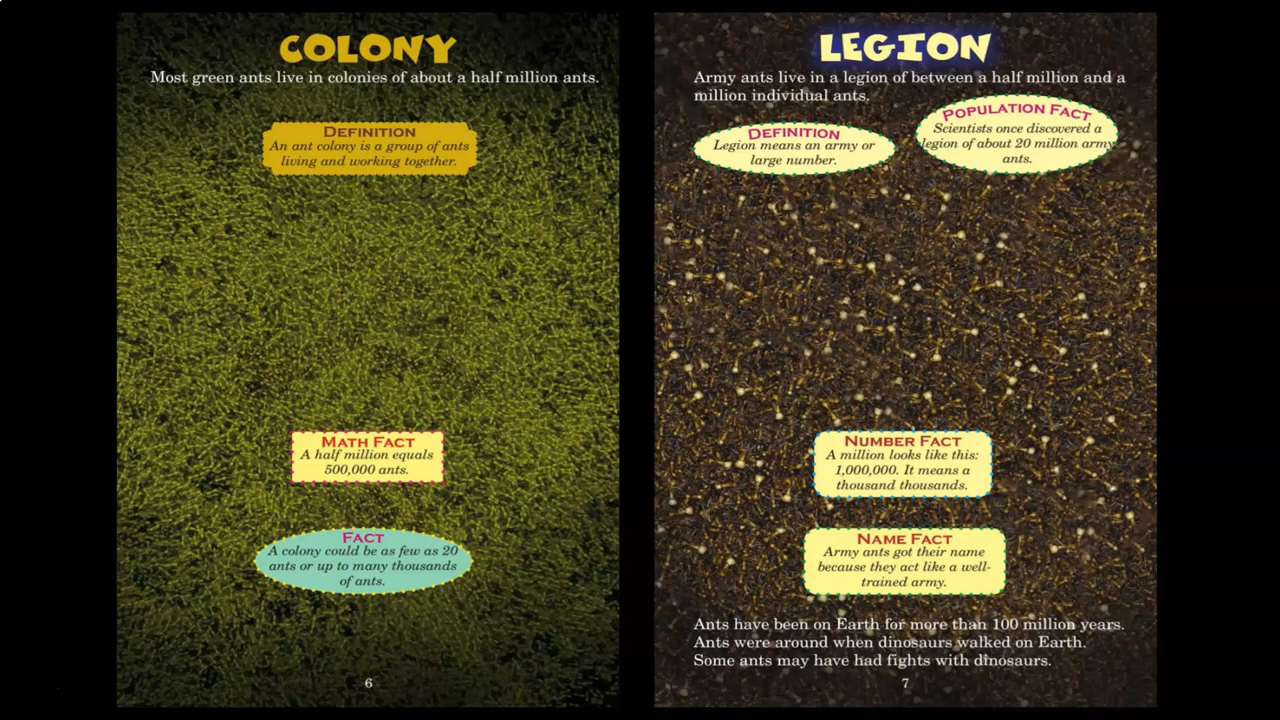 COLONY
Most green ants live in colonies of about a half million ants.
DEFINITION
An ant colony is a group of ants
living and working together.
MATH FACT
A half million equals
500,000 ants.
FACT
A colony could be as few as 20
ants or up to many thousands
of ants.
6
LEGION
Army ants live in a legion of between a half million and a
million individual ants.
DEFINITION
Legion means an army or
large number.
POPULATION FACT
Scientists once discovered a
legion of about 20 million army
ants.
NUMBER FACT
A million looks like this:
1,000,000. It means a
thousand thousands.
NAME FACT
Army ants got their name
because they act like a well-
trained army.
Ants have been on Earth for more than 100 million years.
Ants were around when dinosaurs walked on Earth.
Some ants may have had fights with dinosaurs.
7